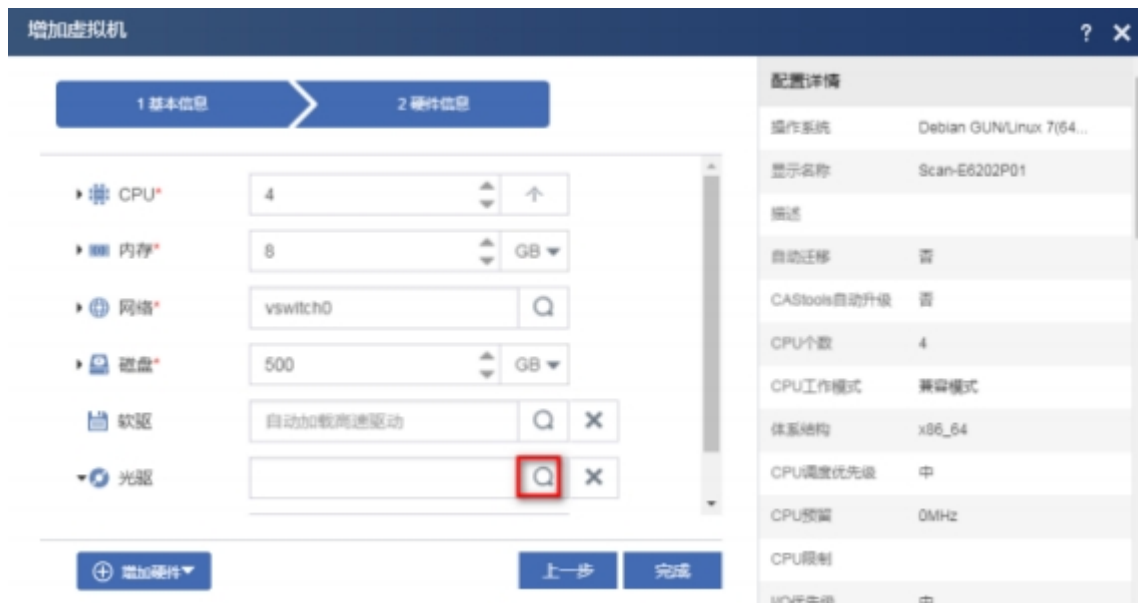 增加虚拟机
?
1 基本信息
2 硬件信息
CPU*
4
内存*
8
GB
网络*
vswitch0
磁盘*
500
GB
软驱
自动加载高速驱动
光驱
增加硬件
上一步
完成
配置详情
操作系统 Debian GUN/Linux 7(64...
显示名称 Scan-E6202P01
描述
自动迁移 否
CAStools自动升级 否
CPU个数 4
CPU工作模式 兼容模式
体系结构 x86_64
CPU调度优先级 中
CPU预留 0MHz
CPU限制
I/O优先级 中